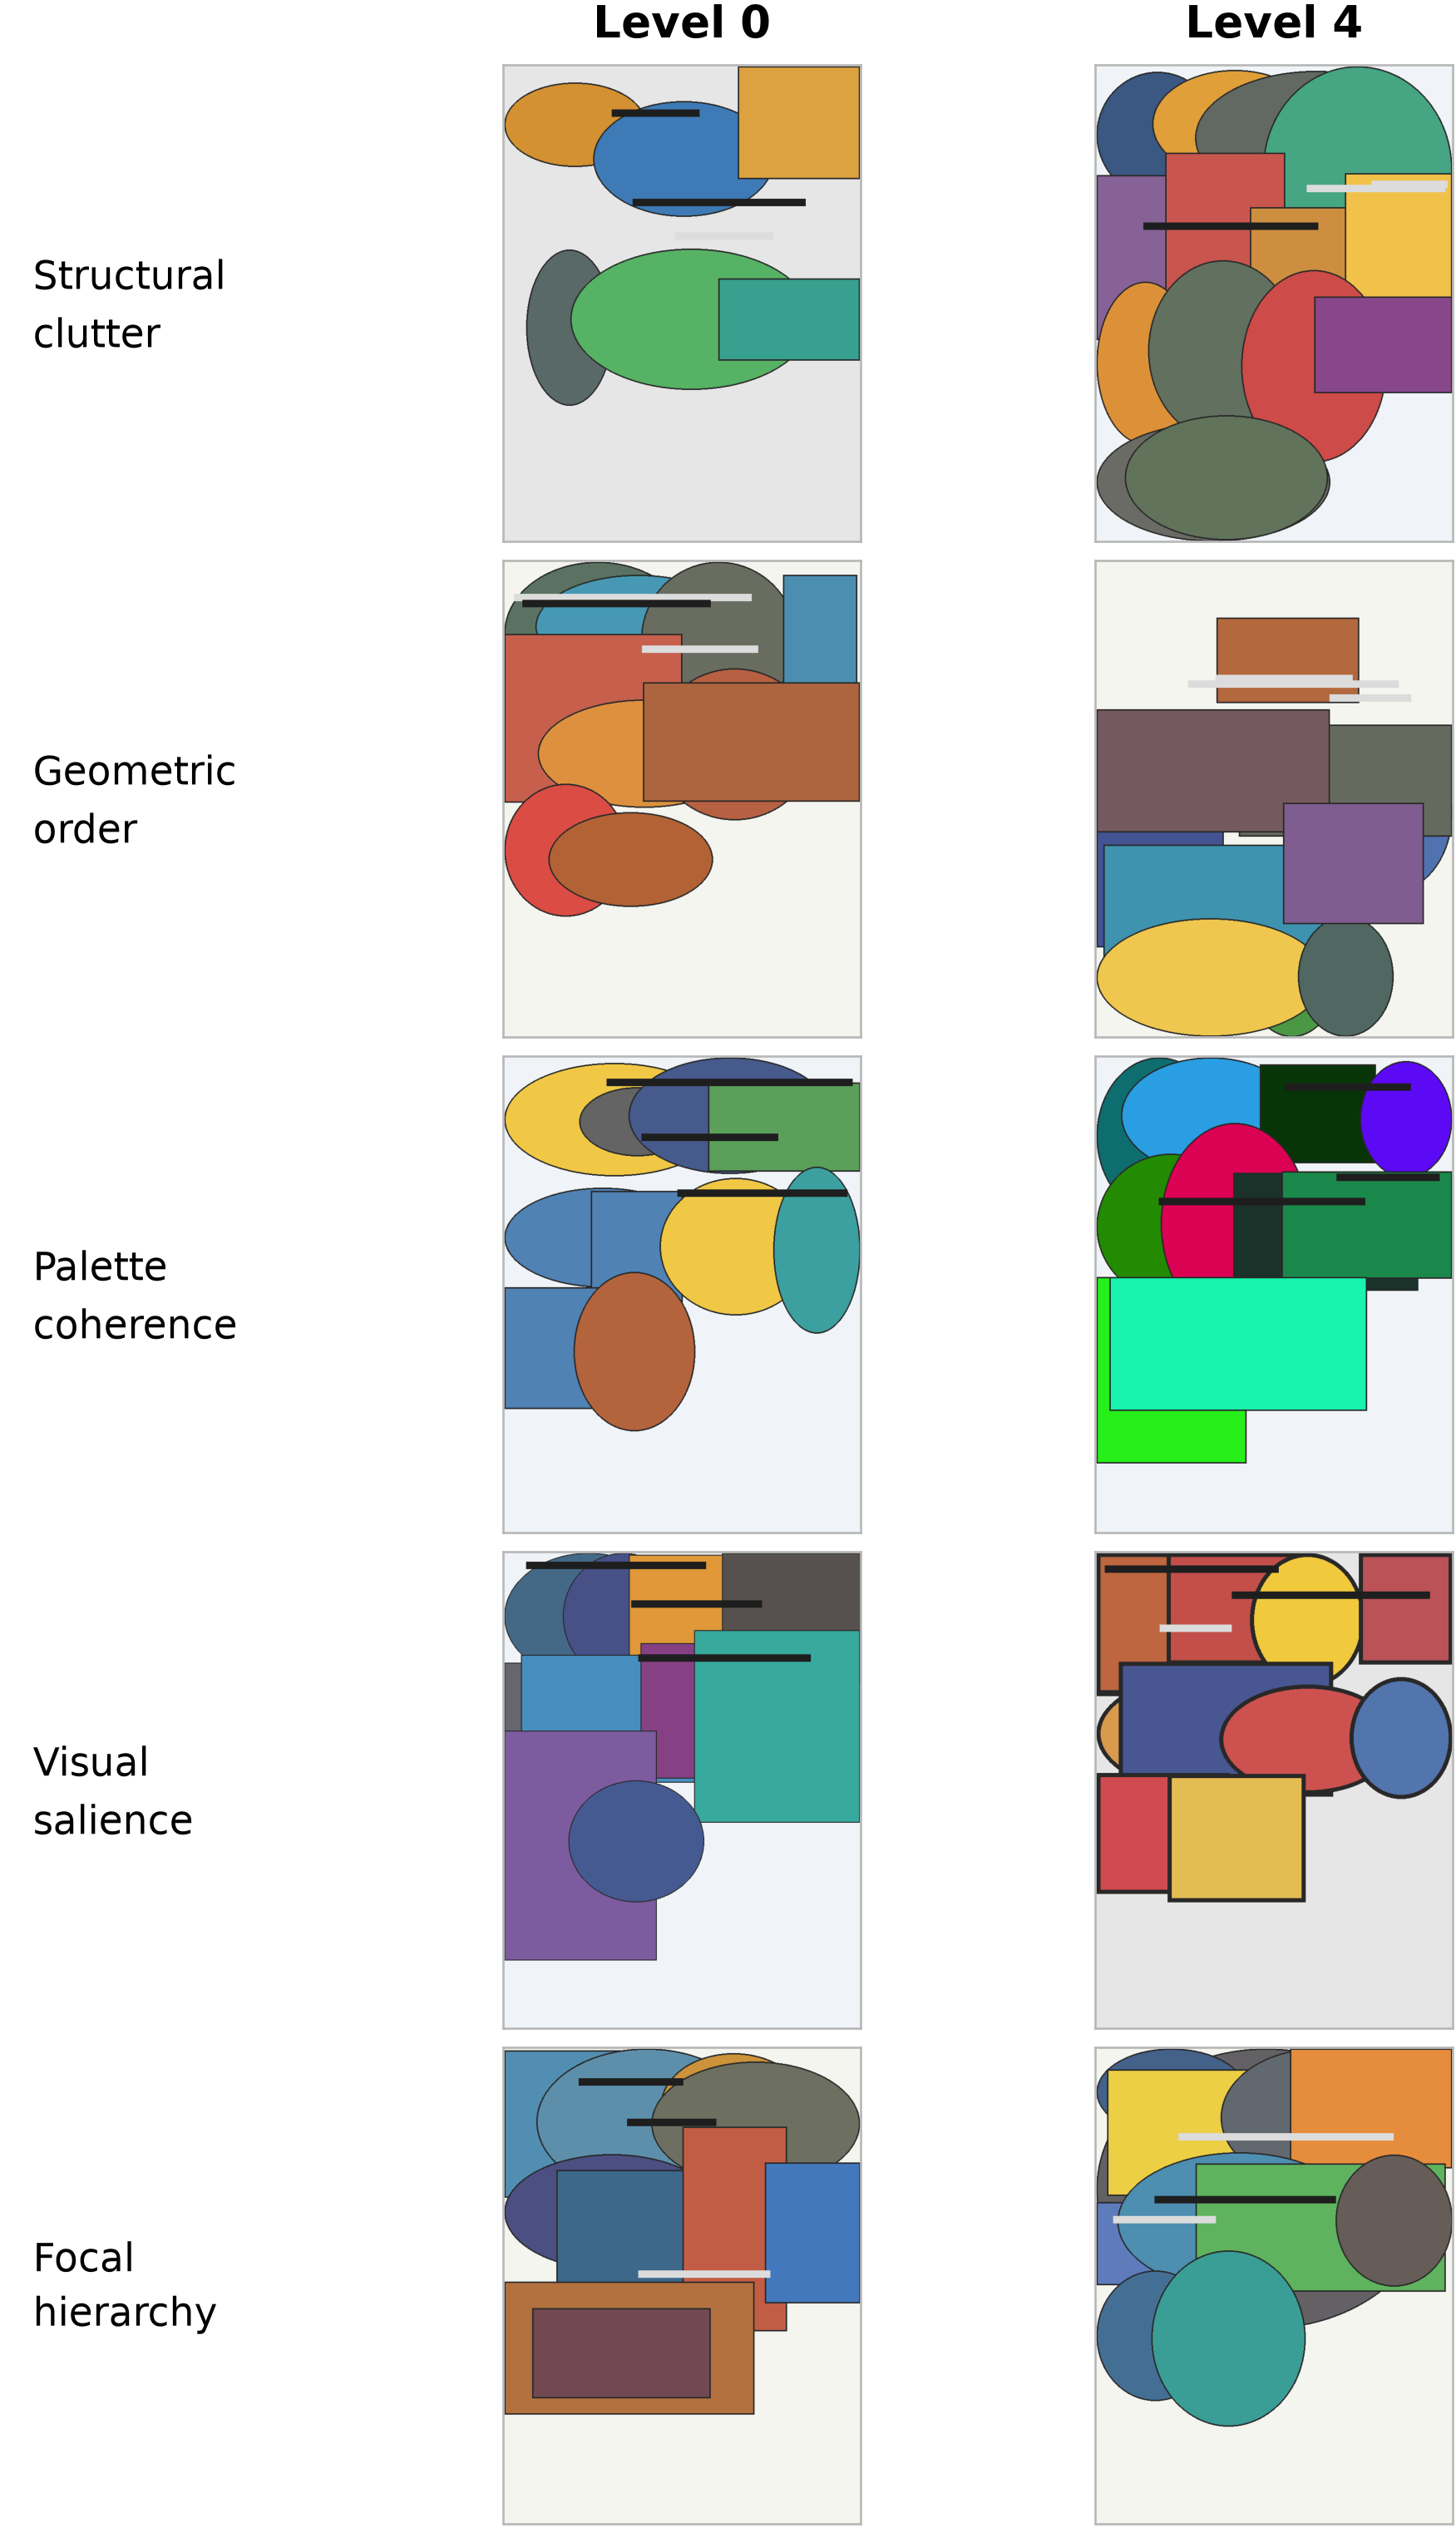 Level 0
Level 4
Structural
clutter
Geometric
order
Palette
coherence
Visual
salience
Focal
hierarchy